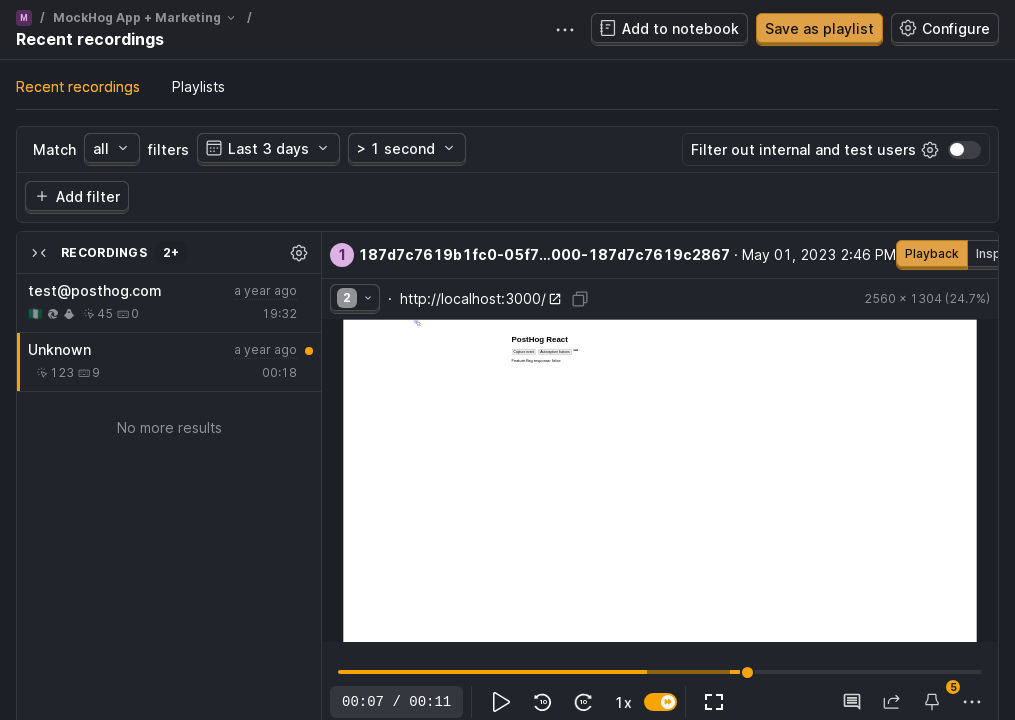 M / MockHog App + Marketing /
Recent recordings
Add to notebook
Save as playlist
Configure
Recent recordings
Playlists
Match all filters Last 3 days > 1 second
Filter out internal and test users
Add filter
RECORDINGS 2+
test@posthog.com a year ago
45 0 19:32
Unknown a year ago
123 9 00:18
No more results
1 187d7c7619b1fc0-05f7...000-187d7c7619c2867 · May 01, 2023 2:46 PM
Playback Insp
2 · http://localhost:3000/
2560 × 1304 (24.7%)
PostHog React
Capture event Autocapture button
Feature flag response: false
00:07 / 00:11
10 10 1x
5